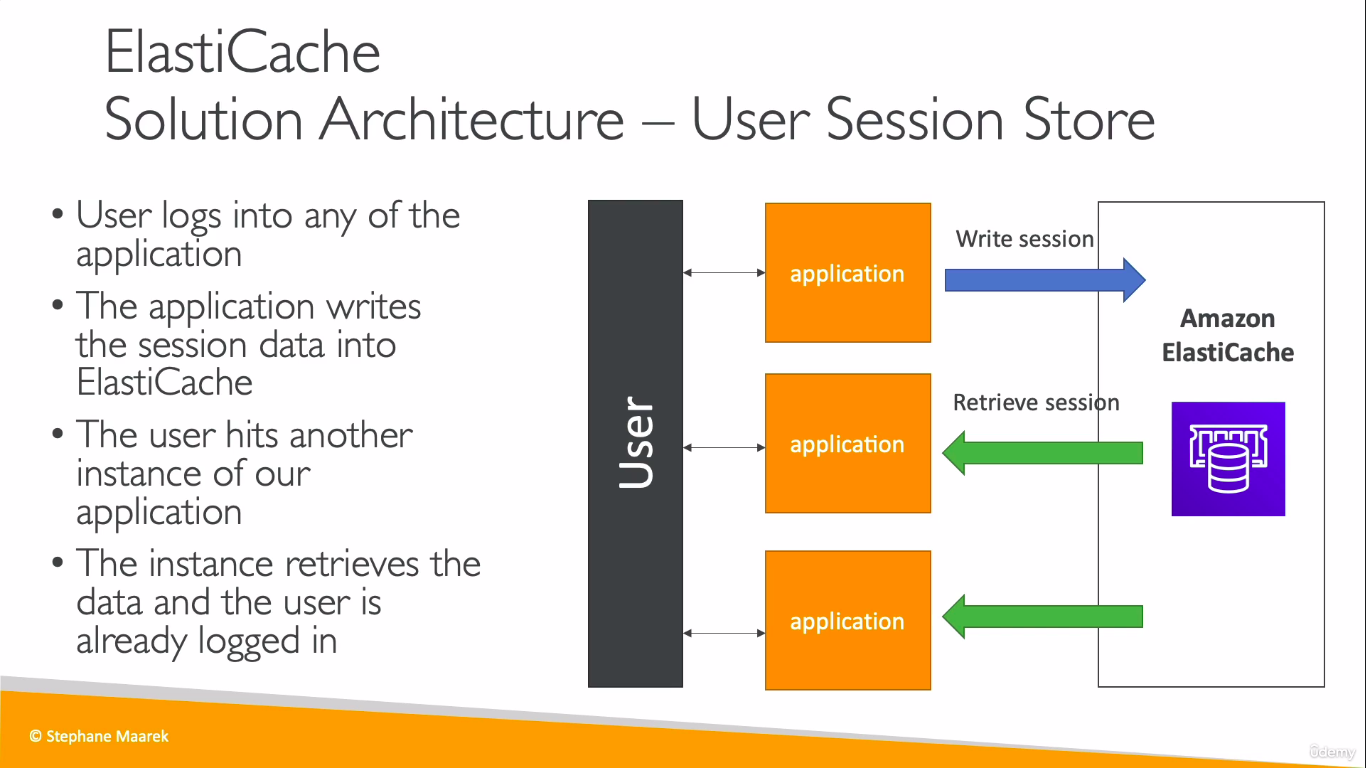 ElastiCache
Solution Architecture – User Session Store
• User logs into any of the
application
• The application writes
the session data into
ElastiCache
• The user hits another
instance of our
application
• The instance retrieves the
data and the user is
already logged in
User
application
application
application
Write session
Retrieve session
Amazon
ElastiCache
© Stephane Maarek
ûdemy